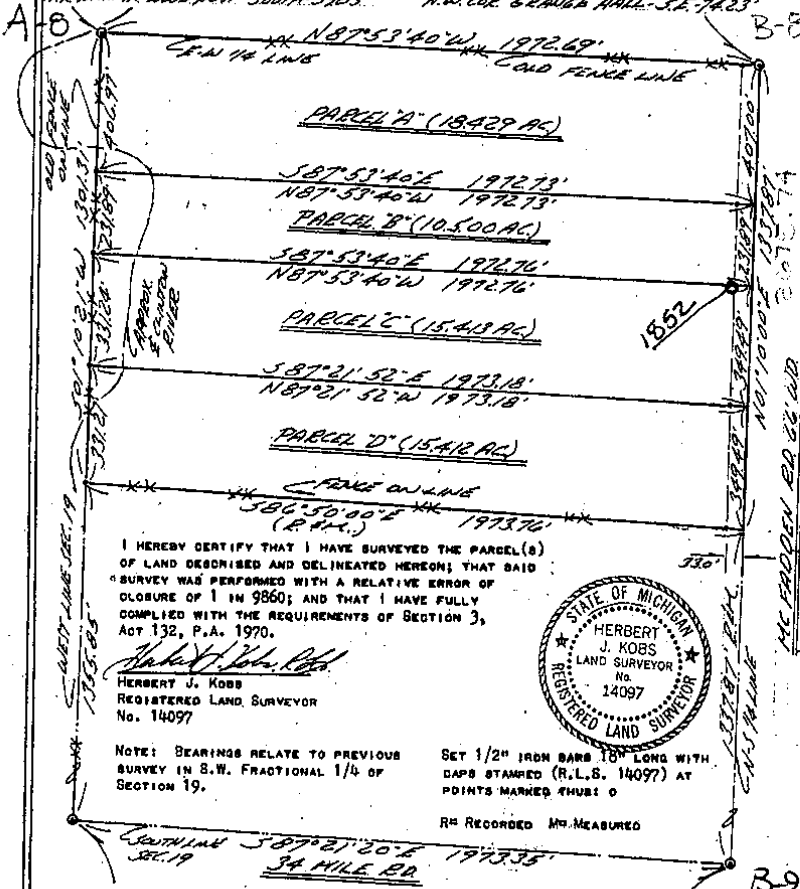 A-8
N.W. COR GRANGE HALL-S.E.-74.23'
B-8
N87°53'40"W 1972.69'
E-W 1/4 LINE
OLD FENCE LINE
OLD FENCE
ON LINE
PARCEL "A" (18.429 AC.)
406.97'
407.00'
S87°53'40"E 1972.73'
N87°53'40"W 1972.73'
PARCEL "B" (10.500 AC.)
231.89'
231.89'
S87°53'40"E 1972.76'
N87°53'40"W 1972.76'
PARCEL "C" (15.413 AC)
331.24'
349.49'
1852
APPROX.
₵ CLINTON
RIVER
S87°21'52"E 1973.18'
N87°21'52"W 1973.18'
PARCEL "D" (15.412 AC)
331.21'
349.49'
S01°10'21"W 1301.31'
N01°10'00"E 1337.87'
MC FADDEN RD. 66' WD.
FENCE ON LINE
S86°50'00"E 1973.76'
(R.&M.)
33.0'
I HEREBY CERTIFY THAT I HAVE SURVEYED THE PARCEL(S)
OF LAND DESCRIBED AND DELINEATED HEREON; THAT SAID
SURVEY WAS PERFORMED WITH A RELATIVE ERROR OF
CLOSURE OF 1 IN 9860; AND THAT I HAVE FULLY
COMPLIED WITH THE REQUIREMENTS OF SECTION 3,
ACT 132, P.A. 1970.
HERBERT J. KOBS
REGISTERED LAND SURVEYOR
No. 14097
STATE OF MICHIGAN
HERBERT
J. KOBS
LAND SURVEYOR
No.
14097
REGISTERED LAND SURVEYOR
NOTE: BEARINGS RELATE TO PREVIOUS
SURVEY IN S.W. FRACTIONAL 1/4 OF
SECTION 19.
SET 1/2" IRON BARS 18" LONG WITH
CAPS STAMPED (R.L.S. 14097) AT
POINTS MARKED THUS: O
R= RECORDED M= MEASURED
WEST LINE SEC. 19
1355.85'
1337.87' R.&M.
N-S 1/4 LINE
SOUTH LINE
SEC. 19
S87°21'20"E 1973.35'
34 MILE RD.
B-9